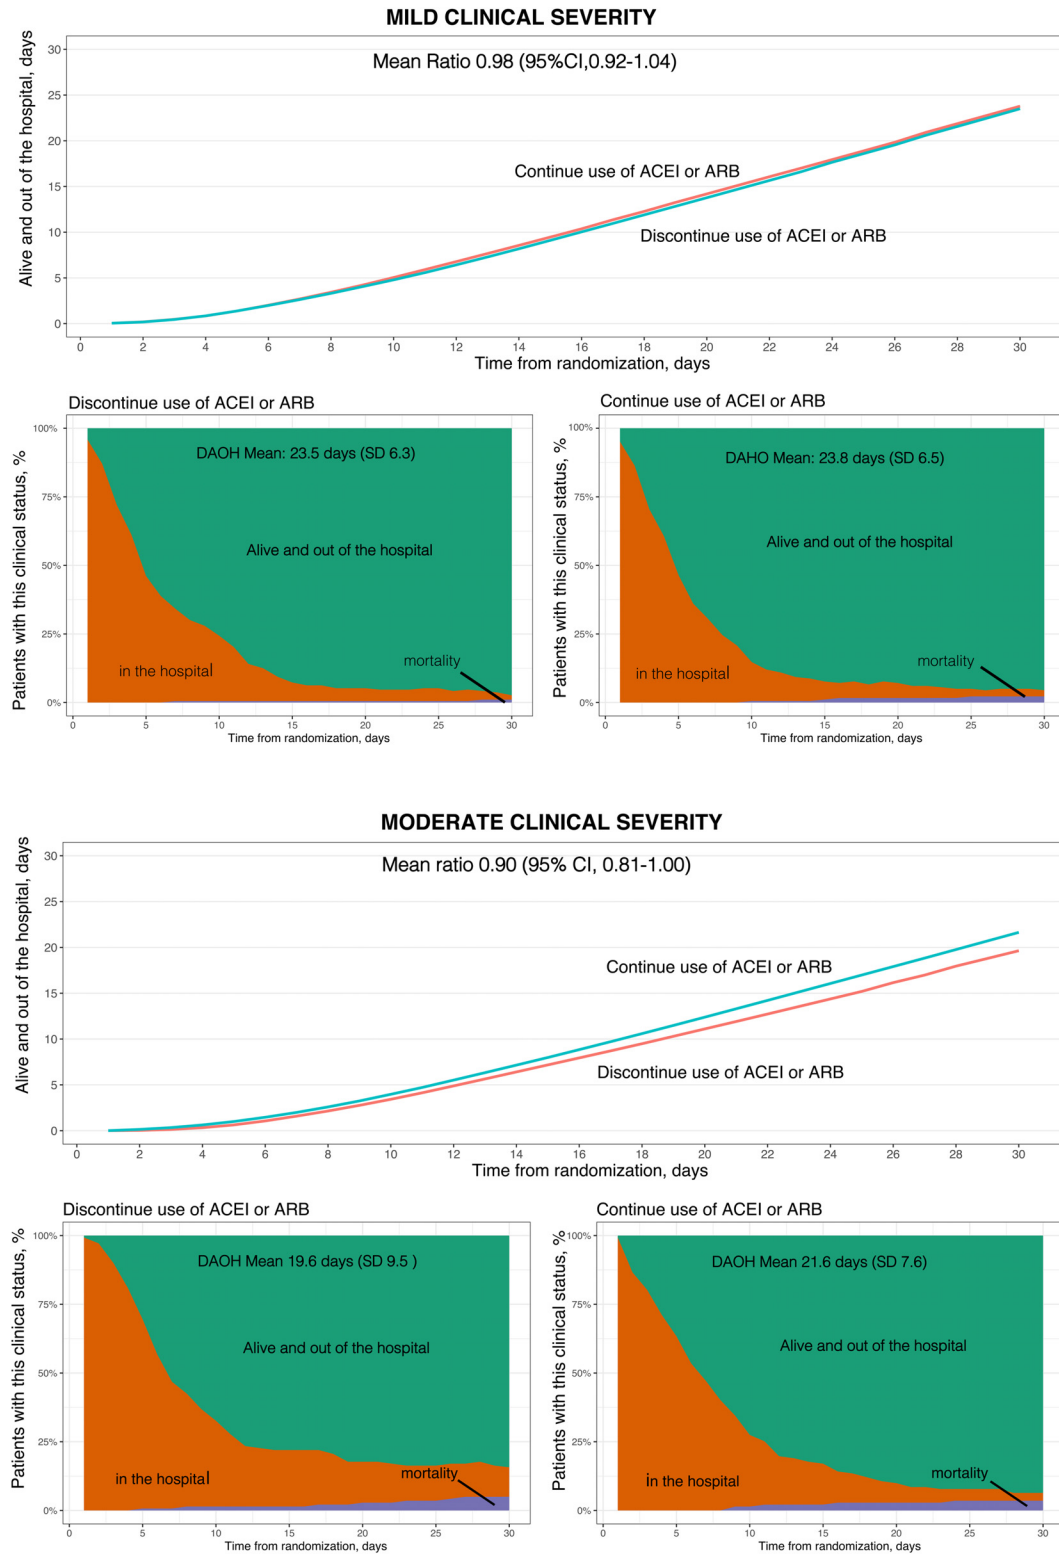 MILD CLINICAL SEVERITY
Alive and out of the hospital, days
30
25
20
15
10
5
0
Mean Ratio 0.98 (95%CI,0.92-1.04)
Continue use of ACEI or ARB
Discontinue use of ACEI or ARB
0 2 4 6 8 10 12 14 16 18 20 22 24 26 28 30
Time from randomization, days
Discontinue use of ACEI or ARB
Patients with this clinical status, %
100%
75%
50%
25%
0%
DAOH Mean: 23.5 days (SD 6.3)
Alive and out of the hospital
in the hospital
mortality
0 5 10 15 20 25 30
Time from randomization, days
Continue use of ACEI or ARB
Patients with this clinical status, %
100%
75%
50%
25%
0%
DAHO Mean: 23.8 days (SD 6.5)
Alive and out of the hospital
in the hospital
mortality
0 5 10 15 20 25 30
Time from randomization, days
MODERATE CLINICAL SEVERITY
Alive and out of the hospital, days
30
25
20
15
10
5
0
Mean ratio 0.90 (95% CI, 0.81-1.00)
Continue use of ACEI or ARB
Discontinue use of ACEI or ARB
0 2 4 6 8 10 12 14 16 18 20 22 24 26 28 30
Time from randomization, days
Discontinue use of ACEI or ARB
Patients with this clinical status, %
100%
75%
50%
25%
0%
DAOH Mean 19.6 days (SD 9.5 )
Alive and out of the hospital
in the hospital
mortality
0 5 10 15 20 25 30
Time from randomization, days
Continue use of ACEI or ARB
Patients with this clinical status, %
100%
75%
50%
25%
0%
DAOH Mean 21.6 days (SD 7.6)
Alive and out of the hospital
in the hospital
mortality
0 5 10 15 20 25 30
Time from randomization, days